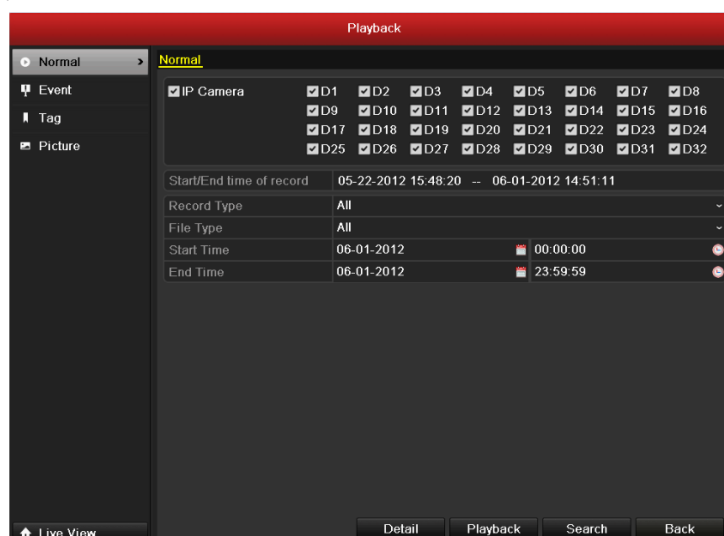 Playback
Normal
Event
Tag
Picture
Live View
Normal
IP Camera D1 D2 D3 D4 D5 D6 D7 D8
D9 D10 D11 D12 D13 D14 D15 D16
D17 D18 D19 D20 D21 D22 D23 D24
D25 D26 D27 D28 D29 D30 D31 D32
Start/End time of record 05-22-2012 15:48:20 -- 06-01-2012 14:51:11
Record Type All
File Type All
Start Time 06-01-2012 00:00:00
End Time 06-01-2012 23:59:59
Detail Playback Search Back